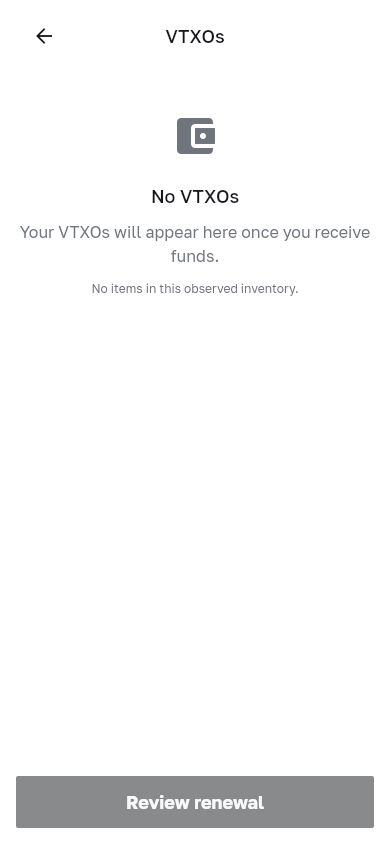 VTXOs
No VTXOs
Your VTXOs will appear here once you receive
funds.
No items in this observed inventory.
Review renewal